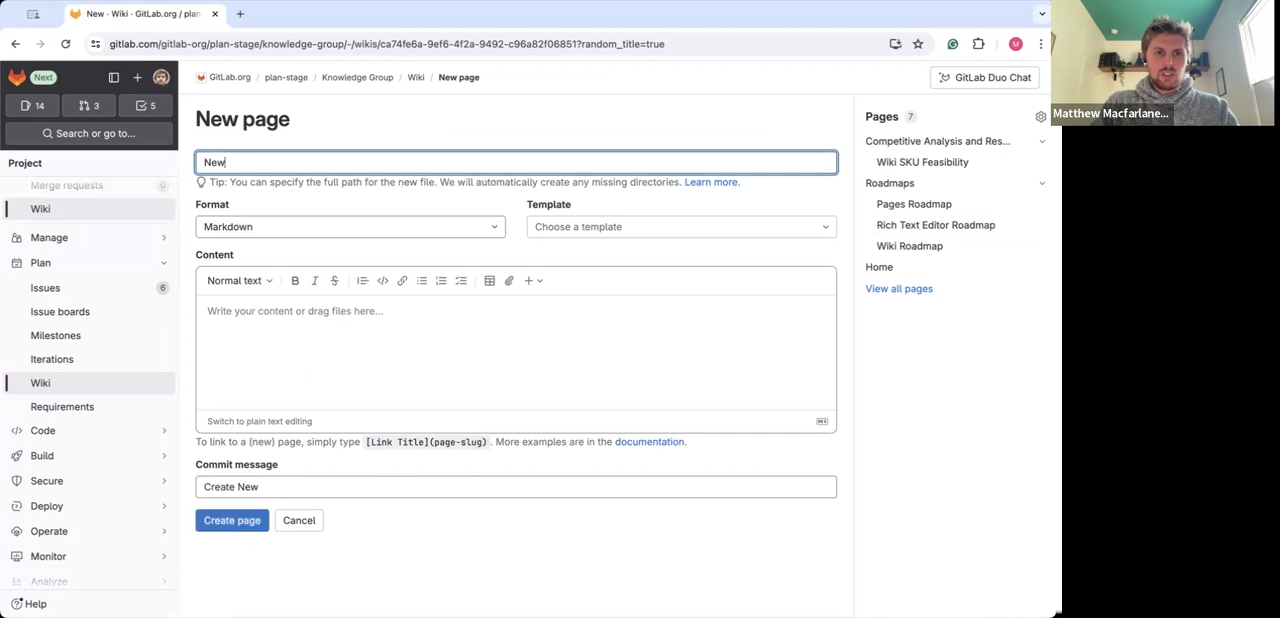 New · Wiki · GitLab.org / plan
gitlab.com/gitlab-org/plan-stage/knowledge-group/-/wikis/ca74fe6a-9ef6-4f2a-9492-c96a82f06851?random_title=true
M
Next
14
3
5
Search or go to...
Project
Merge requests
0
Wiki
Manage
Plan
Issues
6
Issue boards
Milestones
Iterations
Wiki
Requirements
Code
Build
Secure
Deploy
Operate
Monitor
Analyze
Help
GitLab.org › plan-stage › Knowledge Group › Wiki › New page
GitLab Duo Chat
New page
New
Tip: You can specify the full path for the new file. We will automatically create any missing directories. Learn more.
Format
Template
Markdown
Choose a template
Content
Normal text
Write your content or drag files here...
Switch to plain text editing
To link to a (new) page, simply type [Link Title](page-slug). More examples are in the documentation.
Commit message
Create New
Create page
Cancel
Pages 7
Competitive Analysis and Res...
Wiki SKU Feasibility
Roadmaps
Pages Roadmap
Rich Text Editor Roadmap
Wiki Roadmap
Home
View all pages
Matthew Macfarlane...